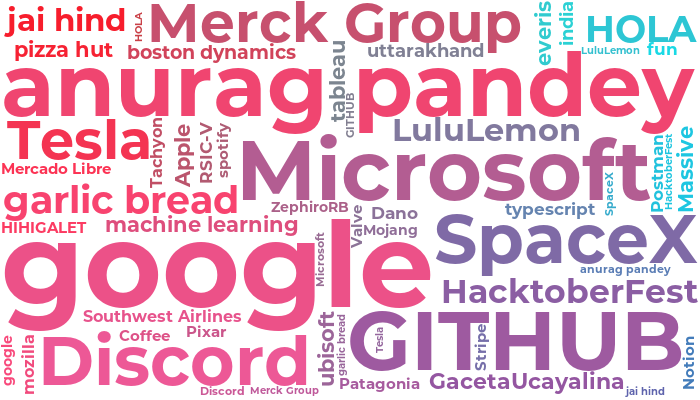 jai hind
HOLA
Merck Group
everis
india
HOLA
pizza hut
boston dynamics
uttarakhand
LuluLemon
fun
anurag pandey
tableau
GITHUB
Tesla
Tachyon
Apple
RSIC-V
spotify
LuluLemon
Postman
HacktoberFest
Massive
Mercado Libre
Microsoft
SpaceX
garlic bread
ZephiroRB
Valve
Dano
typescript
HIHIGALET
machine learning
Mojang
SpaceX
google
Microsoft
anurag pandey
HacktoberFest
Southwest Airlines
Coffee
Pixar
ubisoft
garlic bread
Tesla
GITHUB
Stripe
Notion
google
mozilla
Discord
Patagonia
GacetaUcayalina
Discord
Merck Group
jai hind